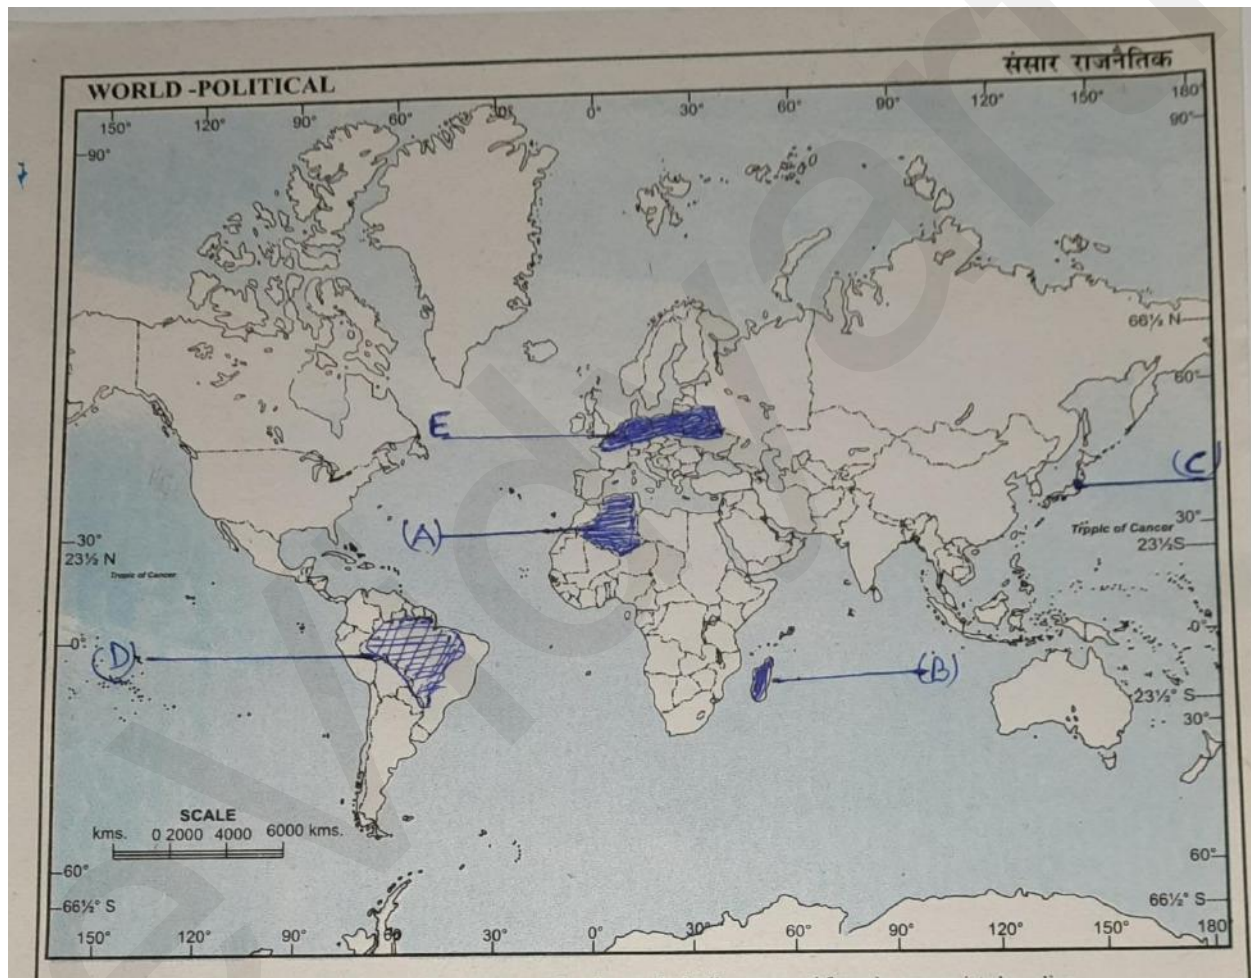 WORLD -POLITICAL
संसार राजनैतिक
150° 120° 90° 60° 0° 30° 60° 90° 120° 150° 180°
90°
90°
66½ N
60°
E
(C)
(A)
30°
23½ N
Tropic of Cancer
30°
Trppic of Cancer
23½S
0°
0°
(D)
(B)
23½° S
30°
SCALE
kms. 0 2000 4000 6000 kms.
60°
66½° S
60°
66½° S
150° 120° 90° 60° 30° 0° 30° 60° 90° 120° 150° 180°